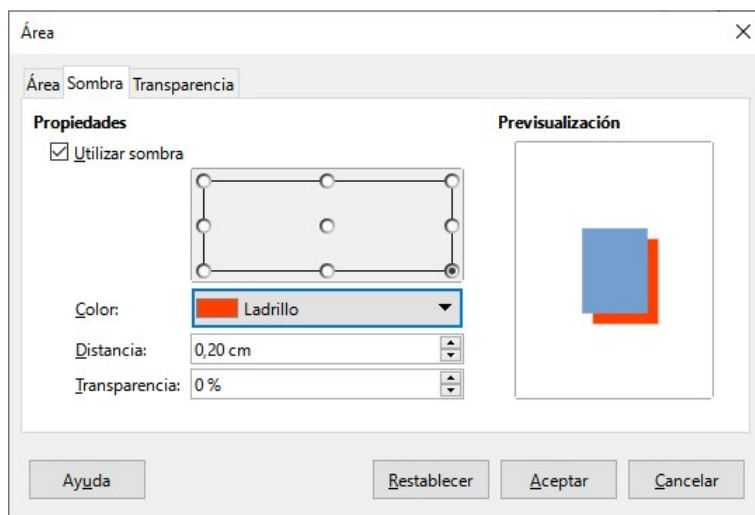 Área
Área Sombra Transparencia
Propiedades
Utilizar sombra
Color: Ladrillo
Distancia: 0,20 cm
Transparencia: 0 %
Previsualización
Ayuda Restablecer Aceptar Cancelar